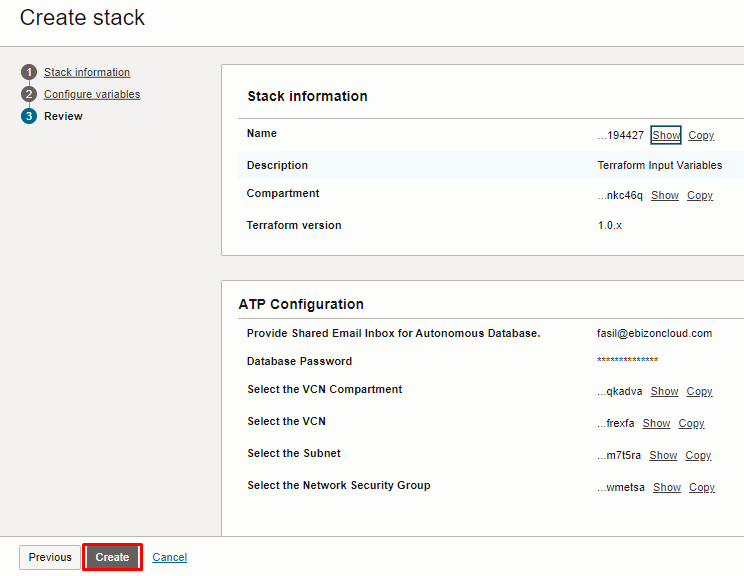 Create stack
1 Stack information
2 Configure variables
3 Review
Stack information
Name ...194427 Show Copy
Description Terraform Input Variables
Compartment ...nkc46q Show Copy
Terraform version 1.0.x
ATP Configuration
Provide Shared Email Inbox for Autonomous Database. fasil@ebizoncloud.com
Database Password **************
Select the VCN Compartment ...qkadva Show Copy
Select the VCN ...frexfa Show Copy
Select the Subnet ...m7t5ra Show Copy
Select the Network Security Group ...wmetsa Show Copy
Previous Create Cancel